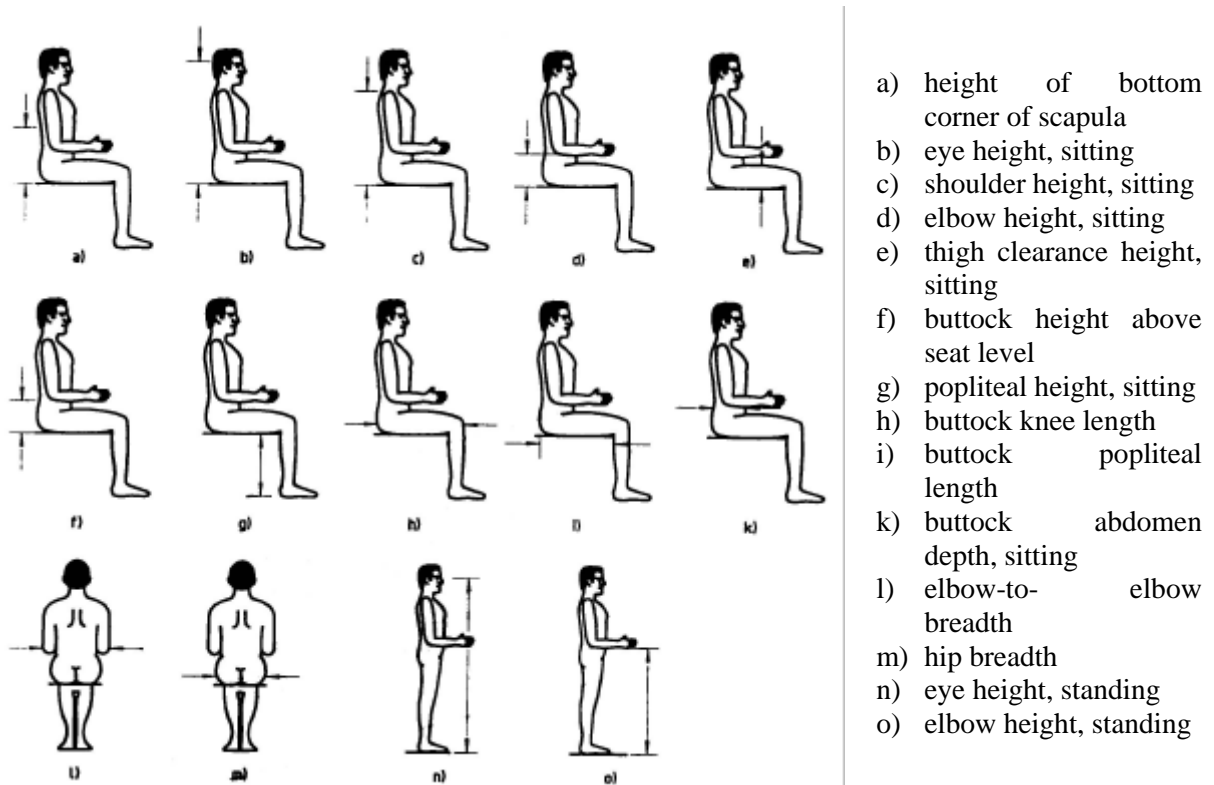 a)
b)
c)
d)
e)
f)
g)
h)
i)
k)
l)
m)
n)
o)
a) height of bottom
corner of scapula
b) eye height, sitting
c) shoulder height, sitting
d) elbow height, sitting
e) thigh clearance height,
sitting
f) buttock height above
seat level
g) popliteal height, sitting
h) buttock knee length
i) buttock popliteal
length
k) buttock abdomen
depth, sitting
l) elbow-to- elbow
breadth
m) hip breadth
n) eye height, standing
o) elbow height, standing